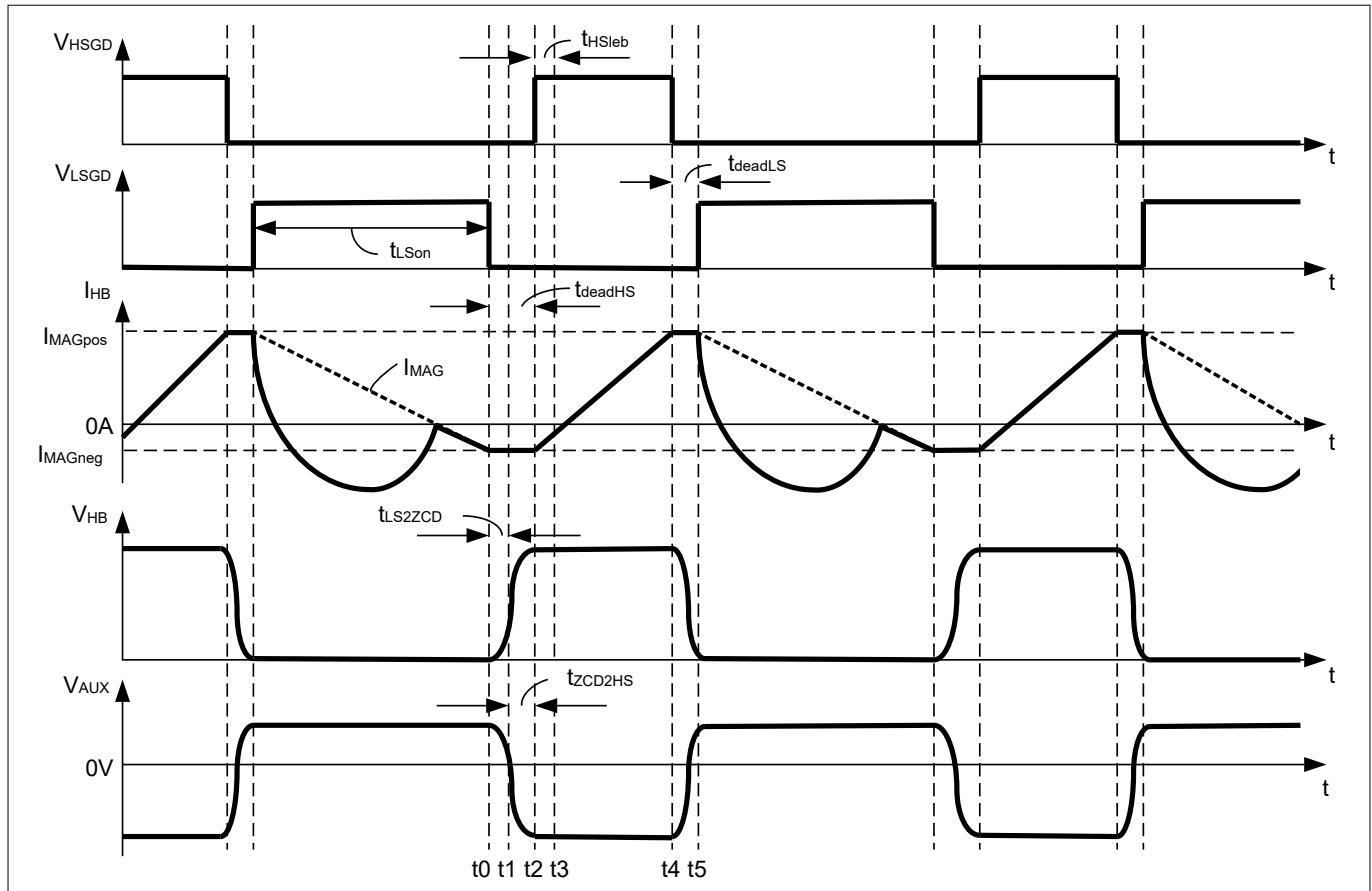 VHSGD
tHSleb
t
VLSGD
tdeadLS
tLSon
t
IHB
tdeadHS
IMAGpos
IMAG
0A
t
IMAGneg
VHB
tLS2ZCD
t
VAUX
tZCD2HS
0V
t
t0 t1 t2 t3 t4 t5